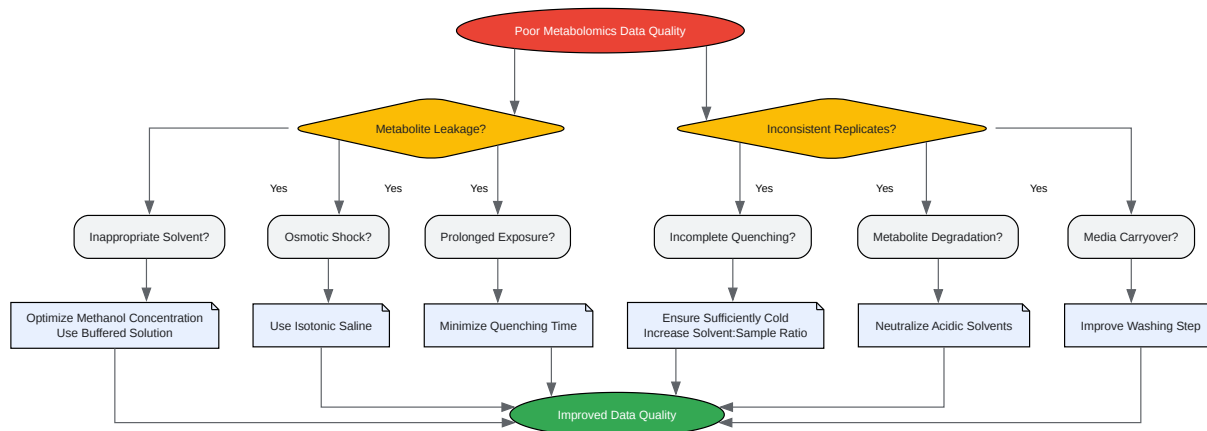 Poor Metabolomics Data Quality
Metabolite Leakage?
Inconsistent Replicates?
Yes
Yes
Yes
Yes
Yes
Yes
Inappropriate Solvent?
Osmotic Shock?
Prolonged Exposure?
Incomplete Quenching?
Metabolite Degradation?
Media Carryover?
Optimize Methanol Concentration
Use Buffered Solution
Use Isotonic Saline
Minimize Quenching Time
Ensure Sufficiently Cold
Increase Solvent:Sample Ratio
Neutralize Acidic Solvents
Improve Washing Step
Improved Data Quality